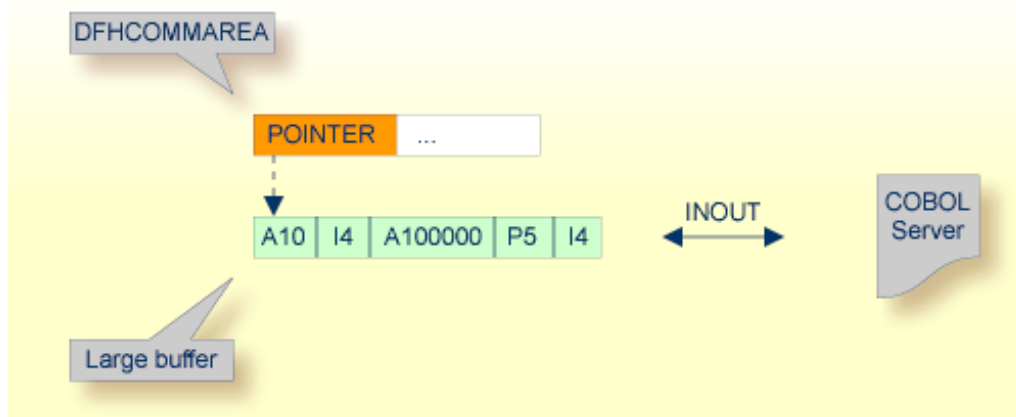 DFHCOMMAREA
POINTER ...
A10 I4 A100000 P5 I4
INOUT
COBOL
Server
Large buffer